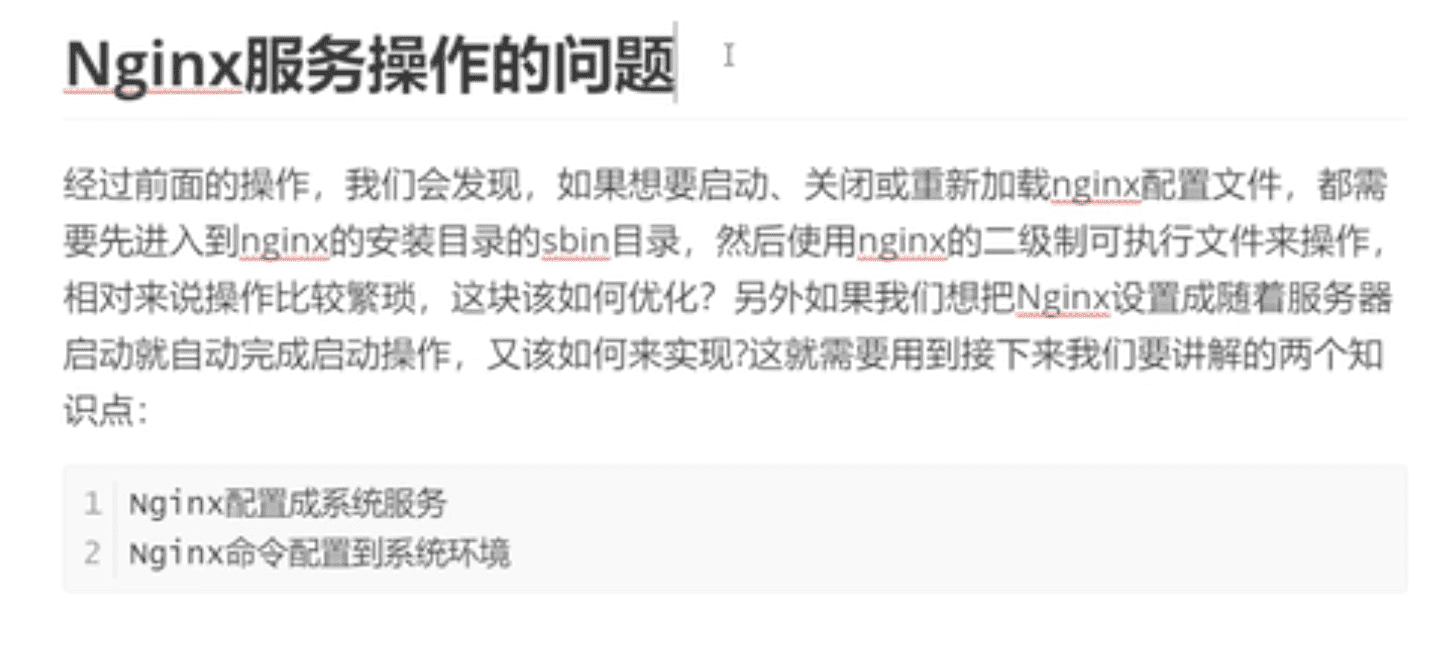 Nginx服务操作的问题
经过前面的操作，我们会发现，如果想要启动、关闭或重新加载nginx配置文件，都需
要先进入到nginx的安装目录的sbin目录，然后使用nginx的二级制可执行文件来操作，
相对来说操作比较繁琐，这块该如何优化？另外如果我们想把Nginx设置成随着服务器
启动就自动完成启动操作，又该如何来实现?这就需要用到接下来我们要讲解的两个知
识点：
1 Nginx配置成系统服务
2 Nginx命令配置到系统环境